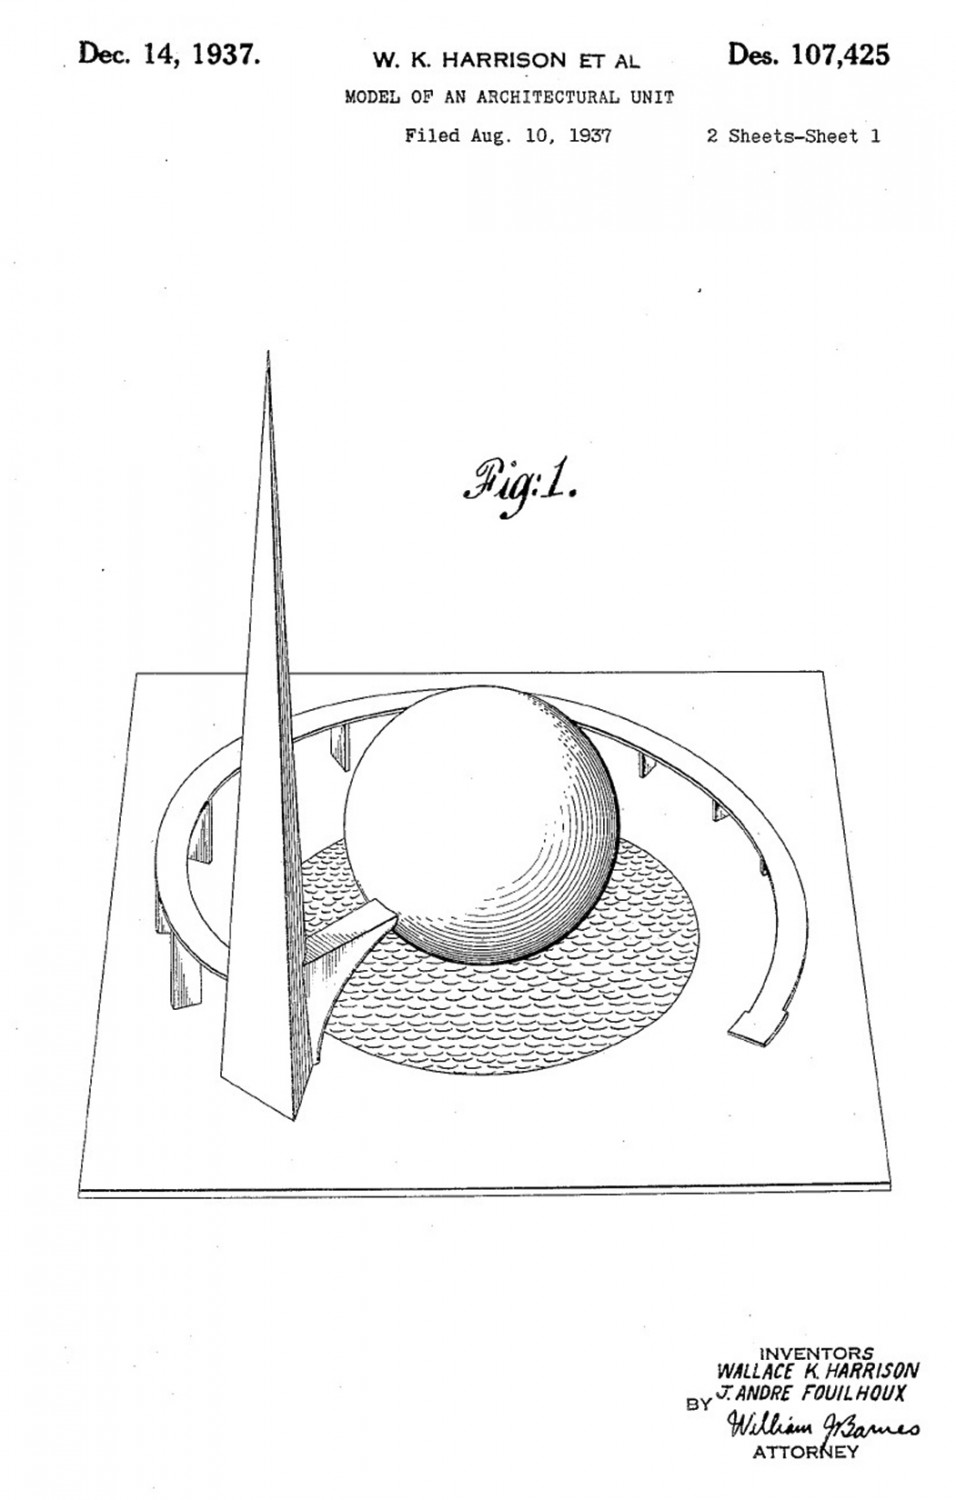 Dec. 14, 1937.
W. K. HARRISON ET AL
Des. 107,425
MODEL OF AN ARCHITECTURAL UNIT
Filed Aug. 10, 1937
2 Sheets-Sheet 1
Fig:1.
INVENTORS
WALLACE K. HARRISON
BY J. ANDRE FOUILHOUX
William J Barnes
ATTORNEY